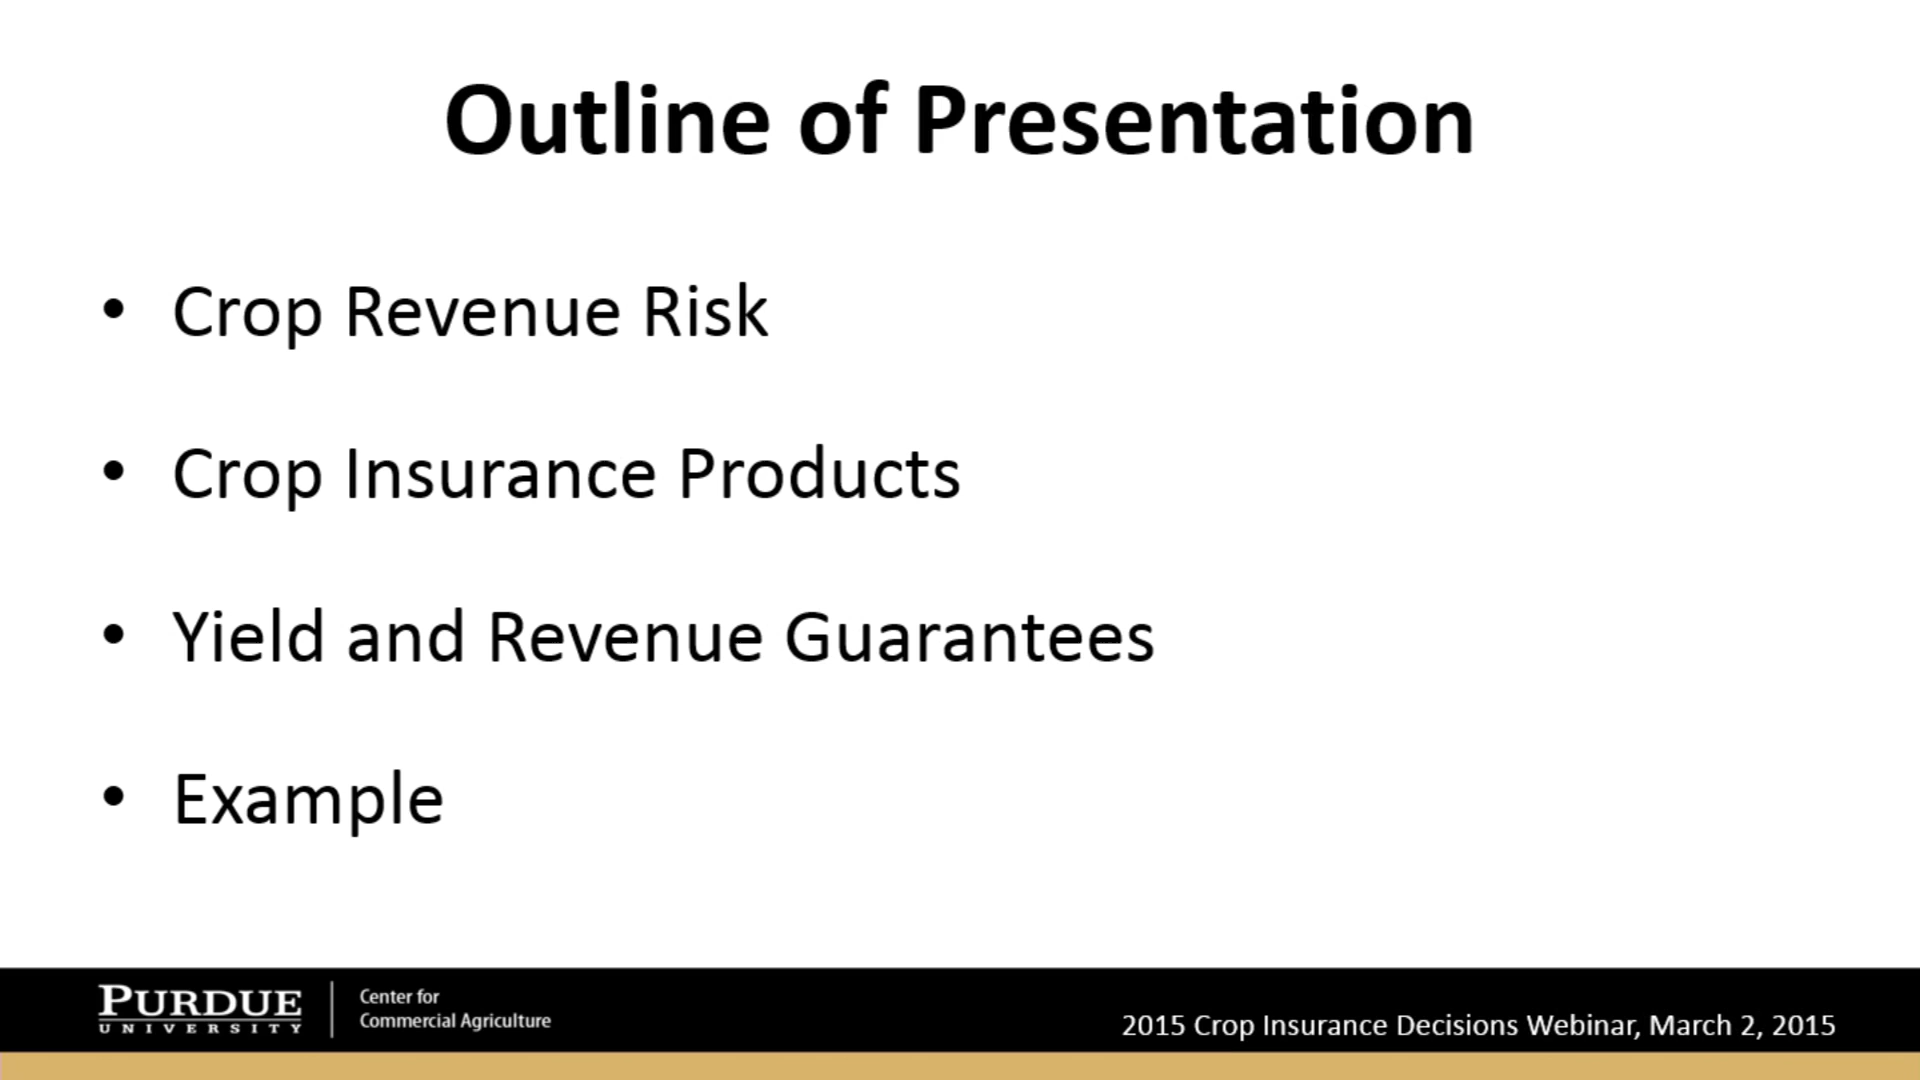 Outline of Presentation
• Crop Revenue Risk
• Crop Insurance Products
• Yield and Revenue Guarantees
• Example
PURDUE
UNIVERSITY
Center for
Commercial Agriculture
2015 Crop Insurance Decisions Webinar, March 2, 2015